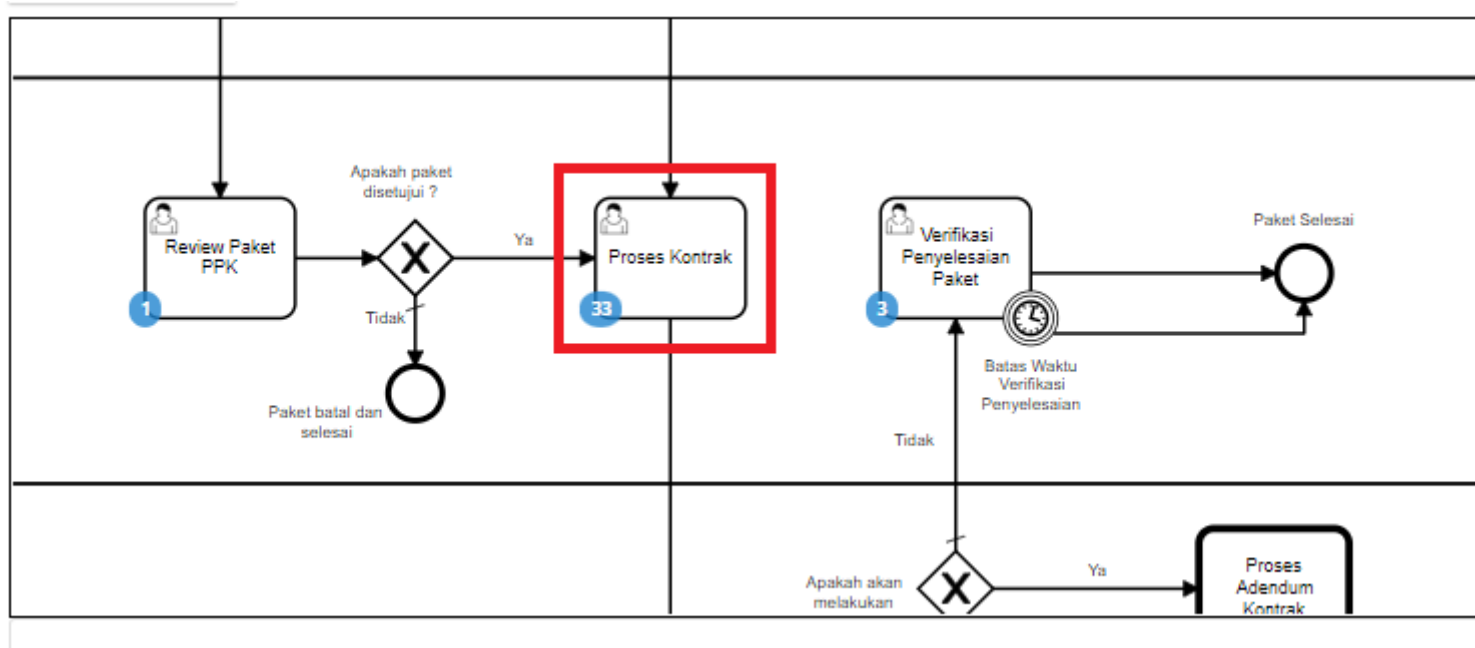 Apakah paket
disetujui ?
Review Paket
PPK
1
Ya
Tidak
Paket batal dan
selesai
Proses Kontrak
33
Verifikasi
Penyelesaian
Paket
3
Batas Waktu
Verifikasi
Penyelesaian
Paket Selesai
Tidak
Apakah akan
melakukan
Ya
Proses
Adendum
Kontrak